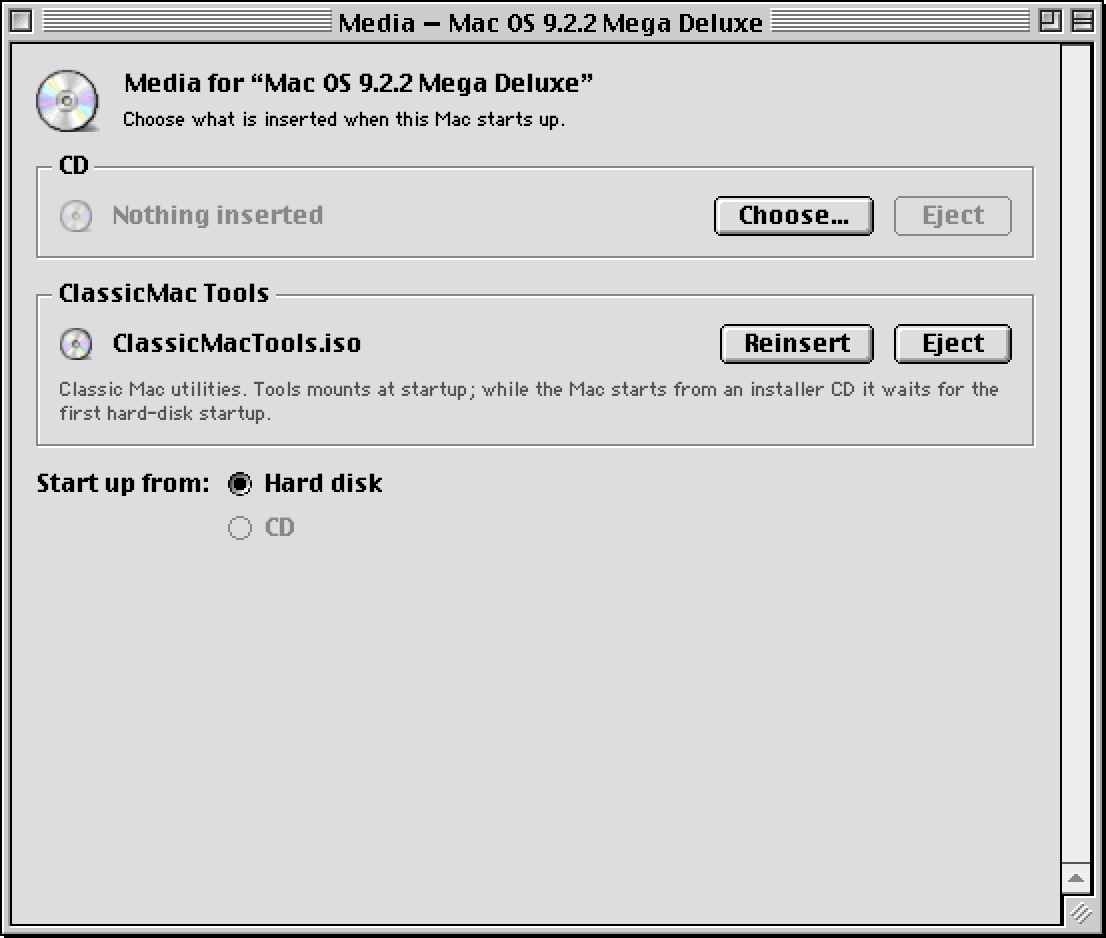 Media — Mac OS 9.2.2 Mega Deluxe
Media for “Mac OS 9.2.2 Mega Deluxe”
Choose what is inserted when this Mac starts up.
CD
Nothing inserted Choose... Eject
ClassicMac Tools
ClassicMacTools.iso Reinsert Eject
Classic Mac utilities. Tools mounts at startup; while the Mac starts from an installer CD it waits for the
first hard-disk startup.
Start up from: Hard disk
CD